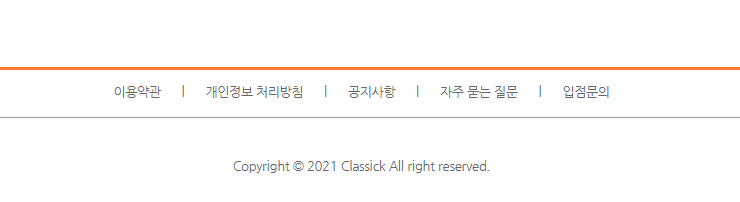 이용약관 | 개인정보 처리방침 | 공지사항 | 자주 묻는 질문 | 입점문의
Copyright © 2021 Classick All right reserved.